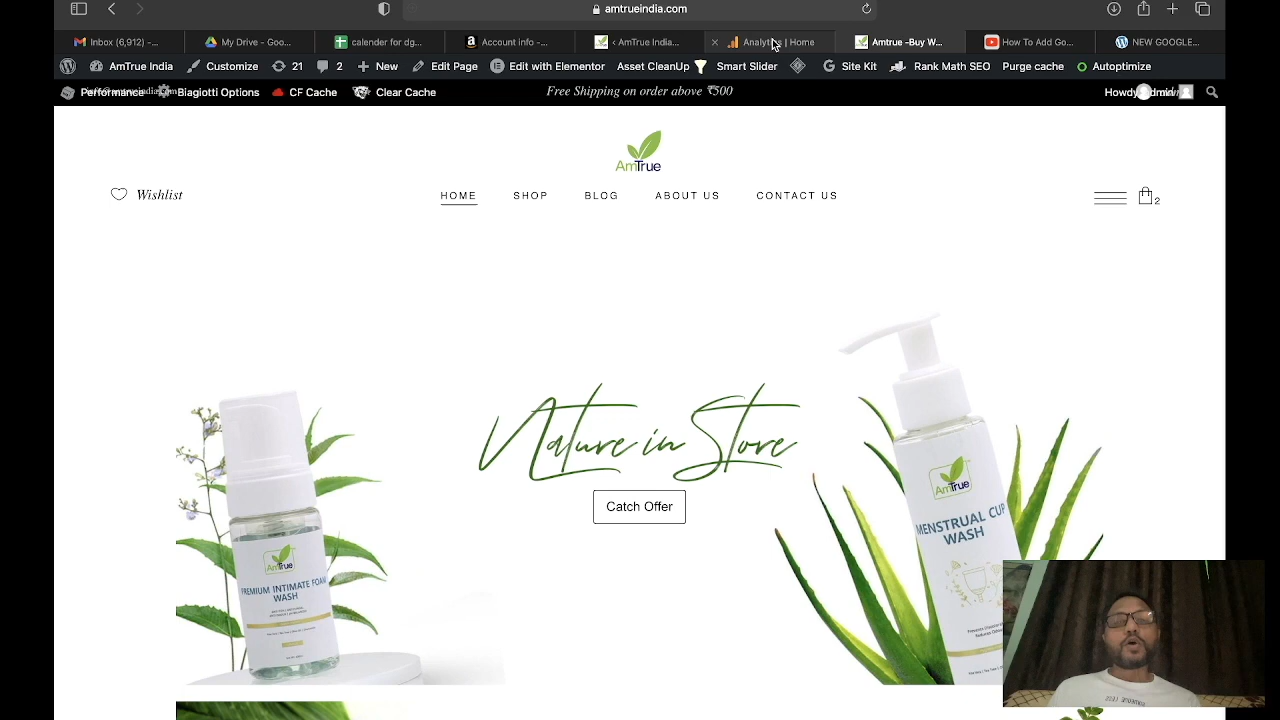 amtrueindia.com
Inbox (6,912) -...
My Drive - Goo...
calender for dg...
Account info -...
‹ AmTrue India...
Analytics | Home
Amtrue -Buy W...
How To Add Go...
NEW GOOGLE...
AmTrue India
Customize
21
2
New
Edit Page
Edit with Elementor
Asset CleanUp
Smart Slider
Site Kit
Rank Math SEO
Purge cache
Autoptimize
Performance
Biagiotti Options
CF Cache
Clear Cache
Free Shipping on order above ₹500
Howdy, admin
AmTrue
Wishlist
HOME
SHOP
BLOG
ABOUT US
CONTACT US
2
Nature in Store
Catch Offer
AmTrue
PREMIUM INTIMATE FOAM
WASH
AmTrue
MENSTRUAL CUP
WASH